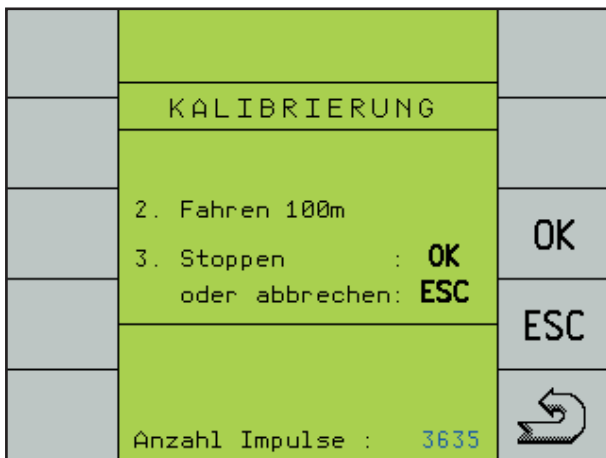 KALIBRIERUNG
2. Fahren 100m
3. Stoppen : OK
oder abbrechen: ESC
Anzahl Impulse : 3635
OK
ESC